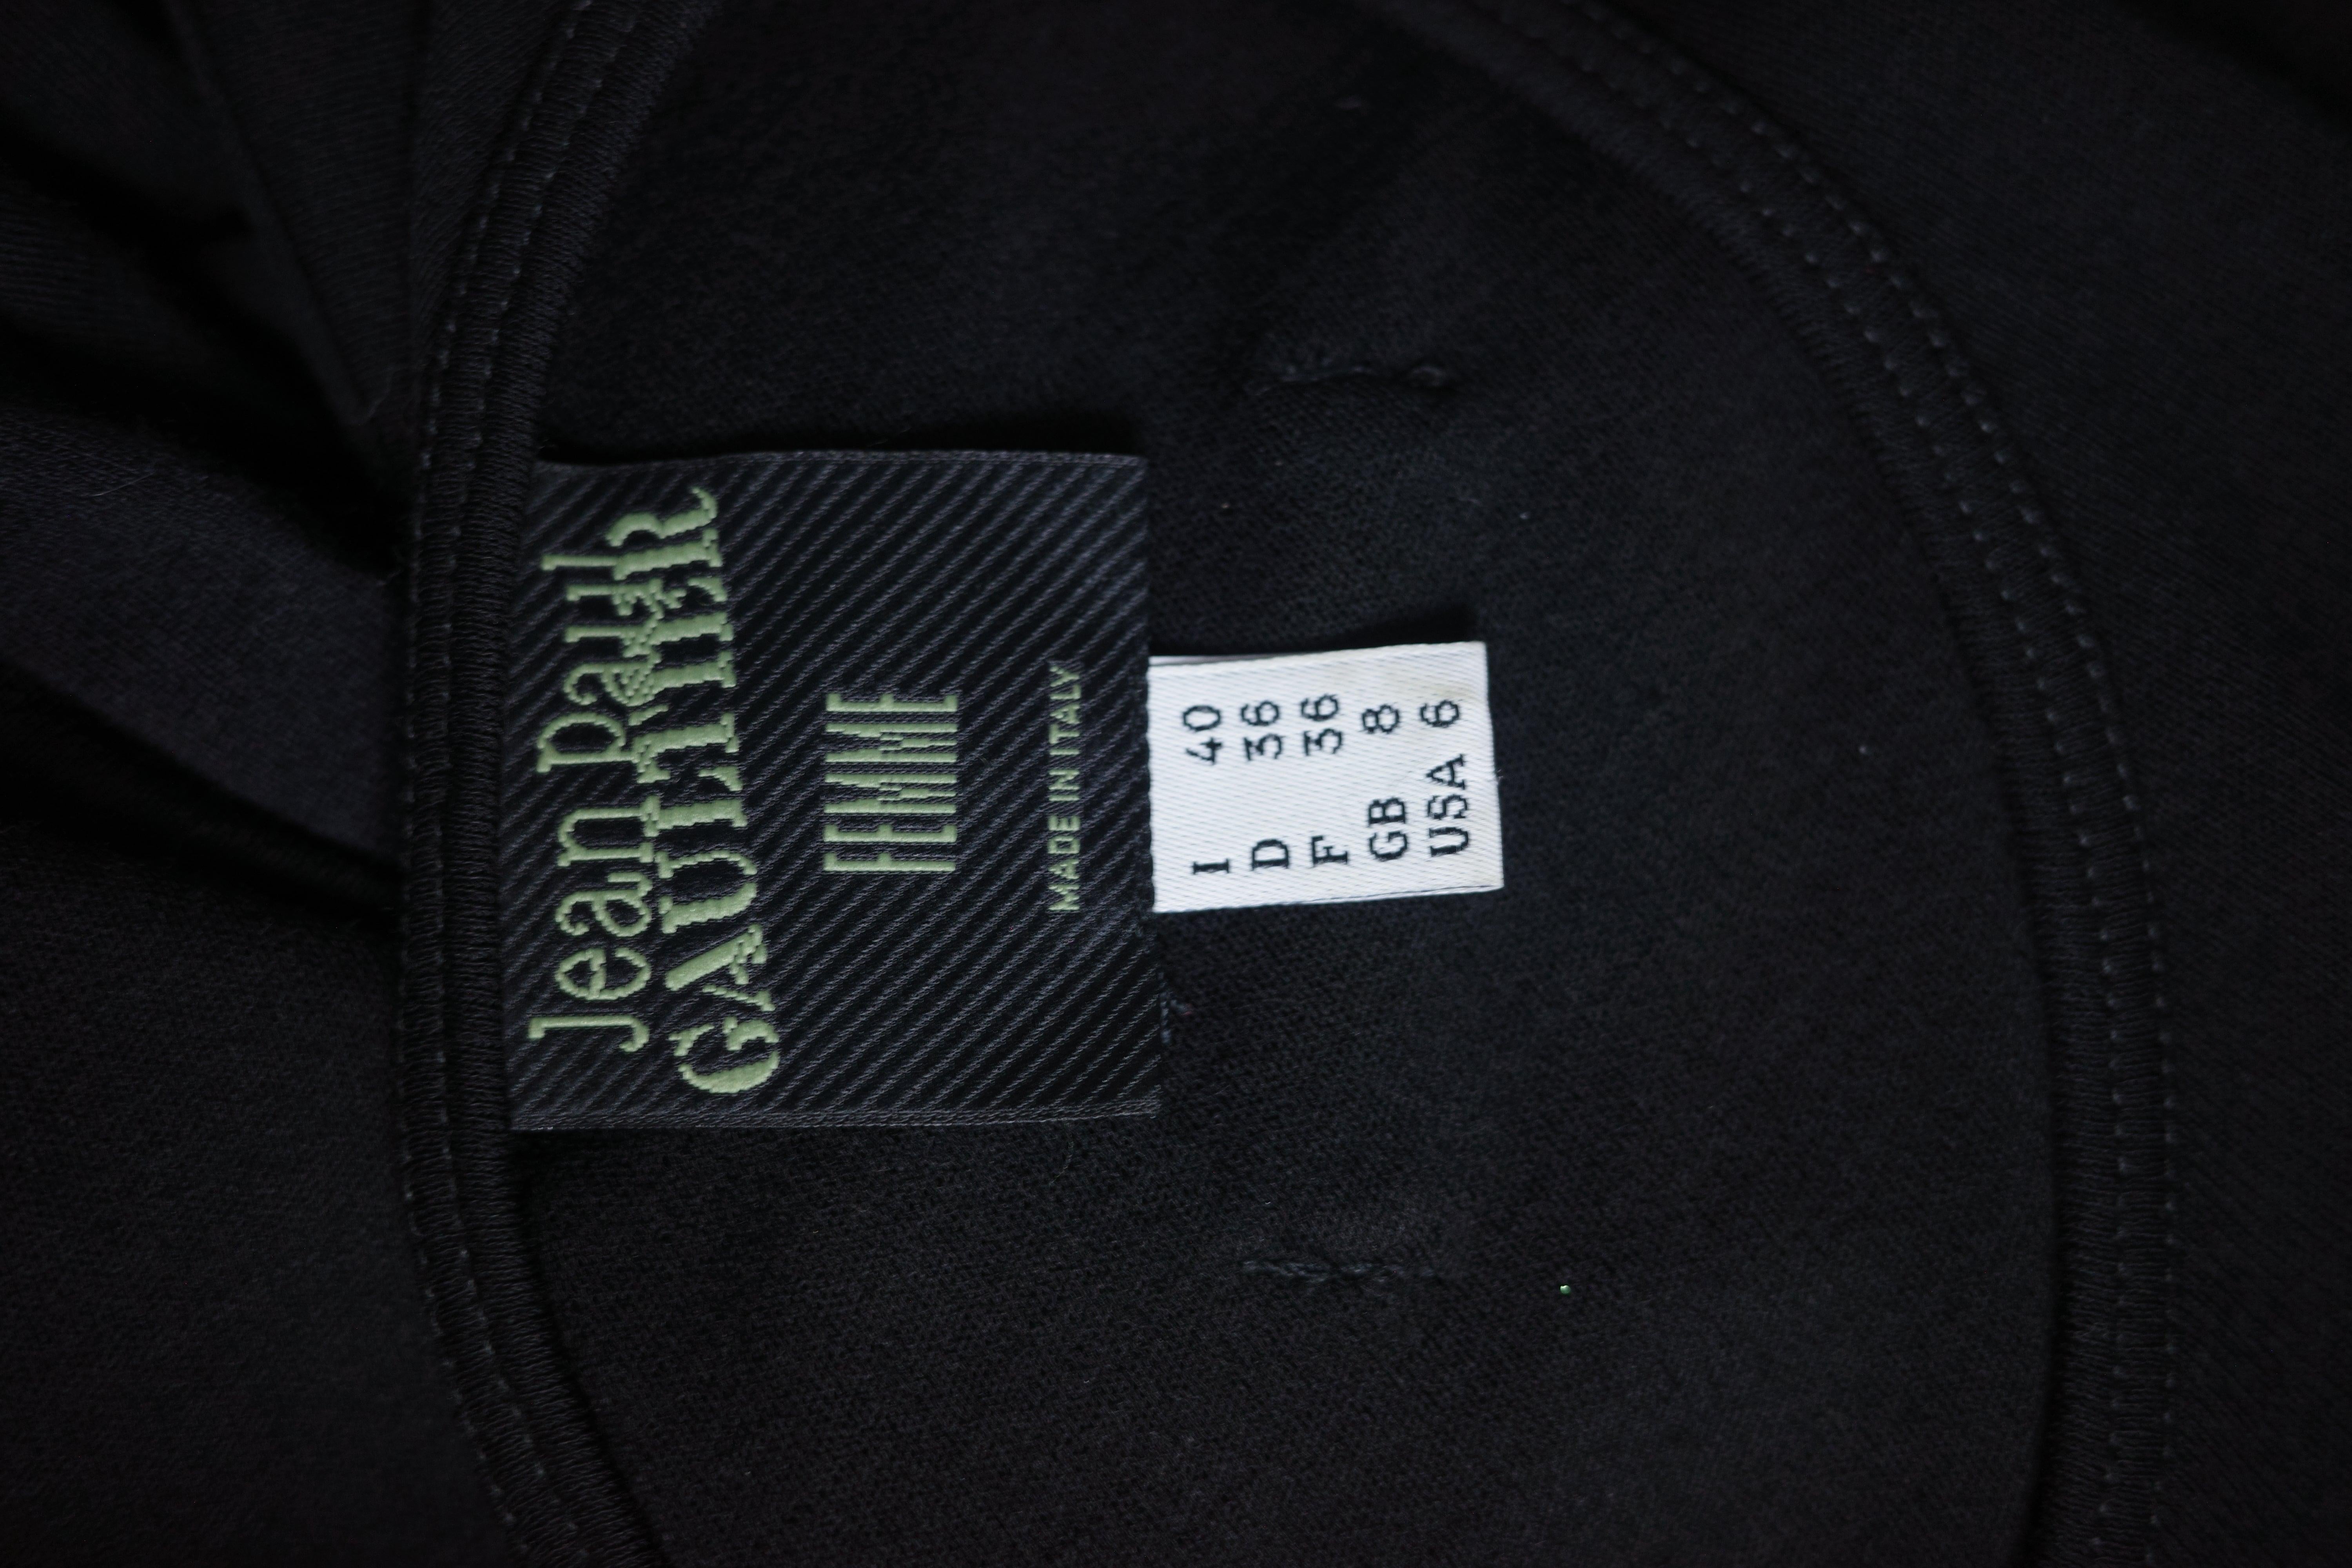 Jean Paul
GAULTIER
FEMME
MADE IN ITALY
I 40
D 36
F 36
GB 8
USA 6